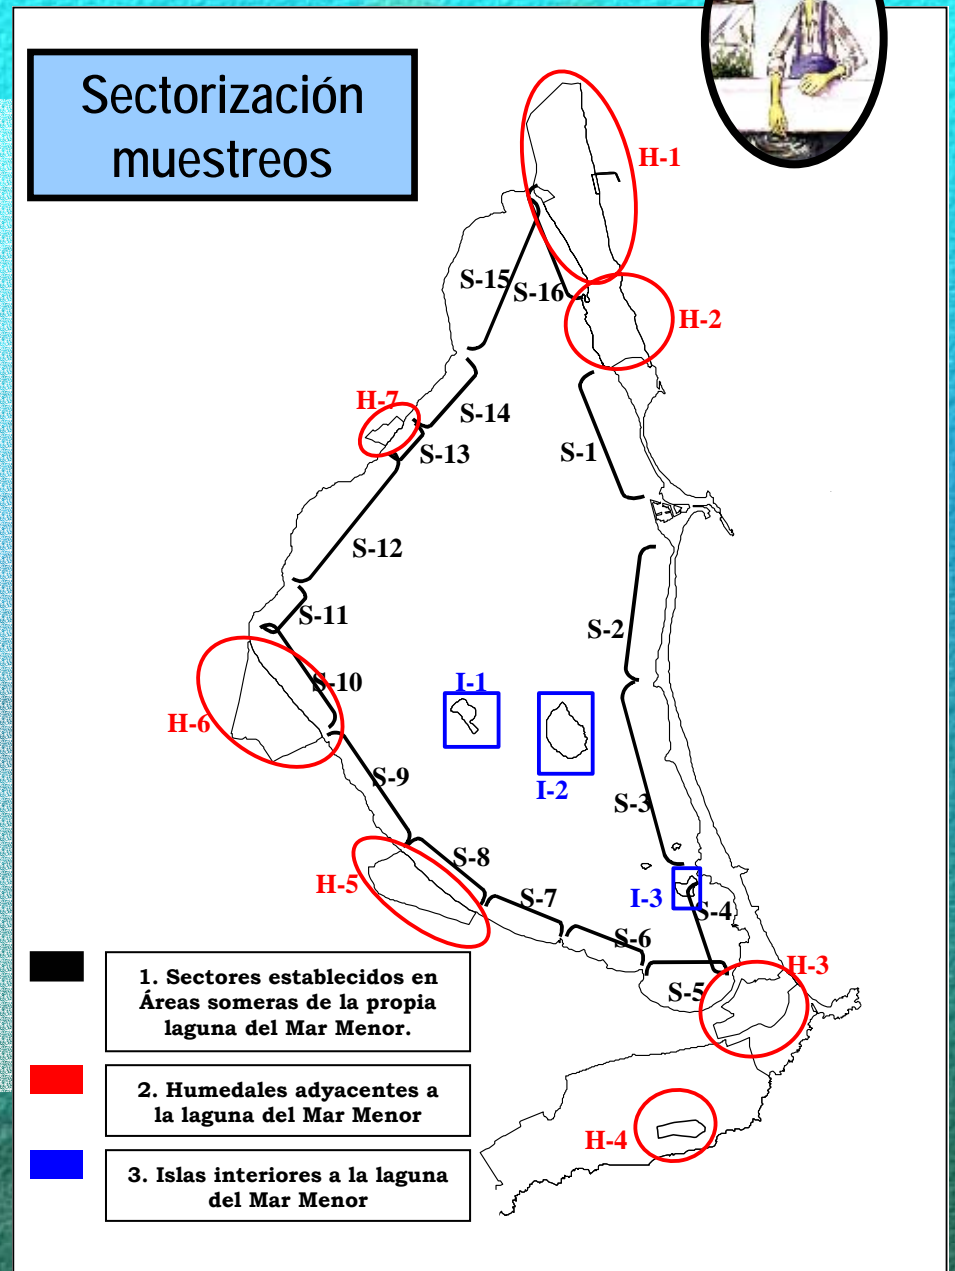 Sectorización
muestreos
H-1
S-15
S-16
H-2
H-7
S-14
S-13
S-1
S-12
S-11
S-2
S-10
I-1
H-6
S-9
I-2
S-3
S-8
H-5
S-7
I-3
S-4
S-6
H-3
S-5
H-4
1. Sectores establecidos en
Áreas someras de la propia
laguna del Mar Menor.
2. Humedales adyacentes a
la laguna del Mar Menor
3. Islas interiores a la laguna
del Mar Menor